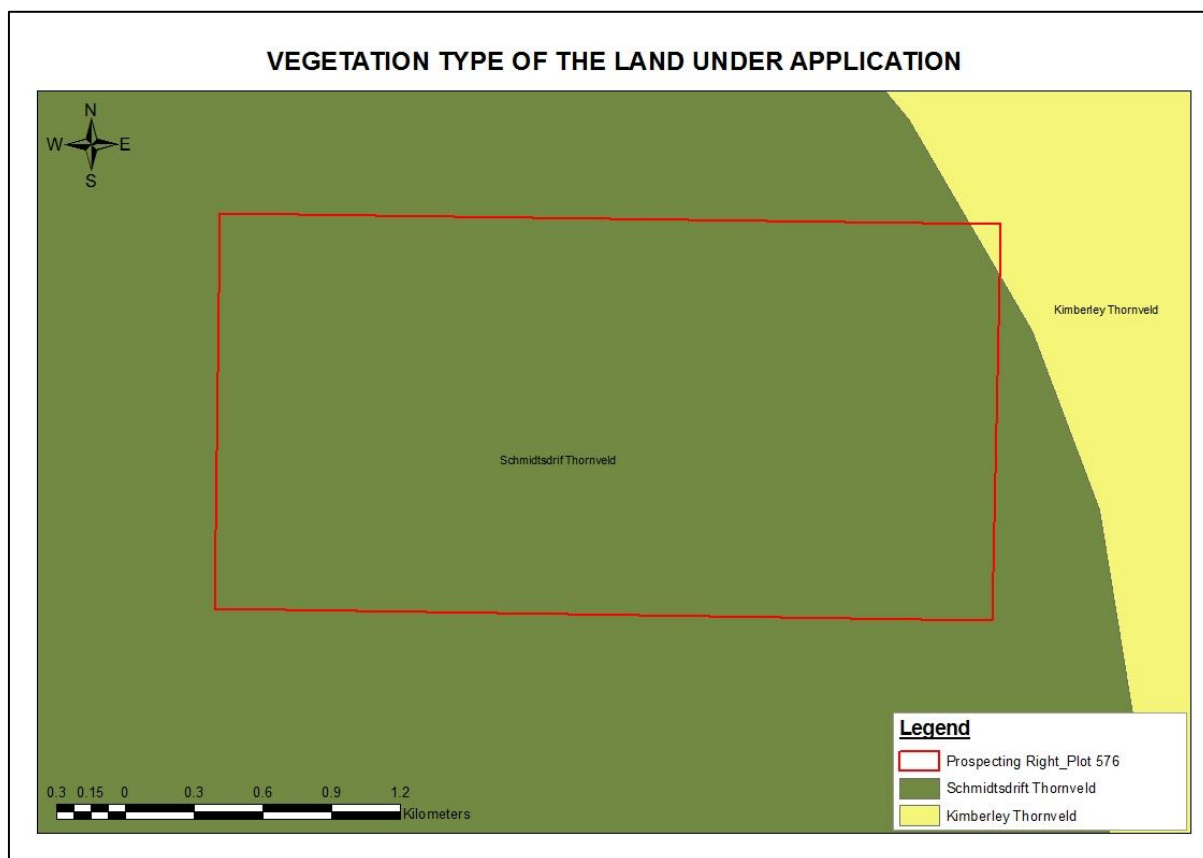 VEGETATION TYPE OF THE LAND UNDER APPLICATION
N
W E
S
Kimberley Thornveld
Schmidtsdrif Thornveld
Legend
Prospecting Right_Plot 576
Schmidtsdrift Thornveld
Kimberley Thornveld
0.3 0.15 0 0.3 0.6 0.9 1.2
Kilometers